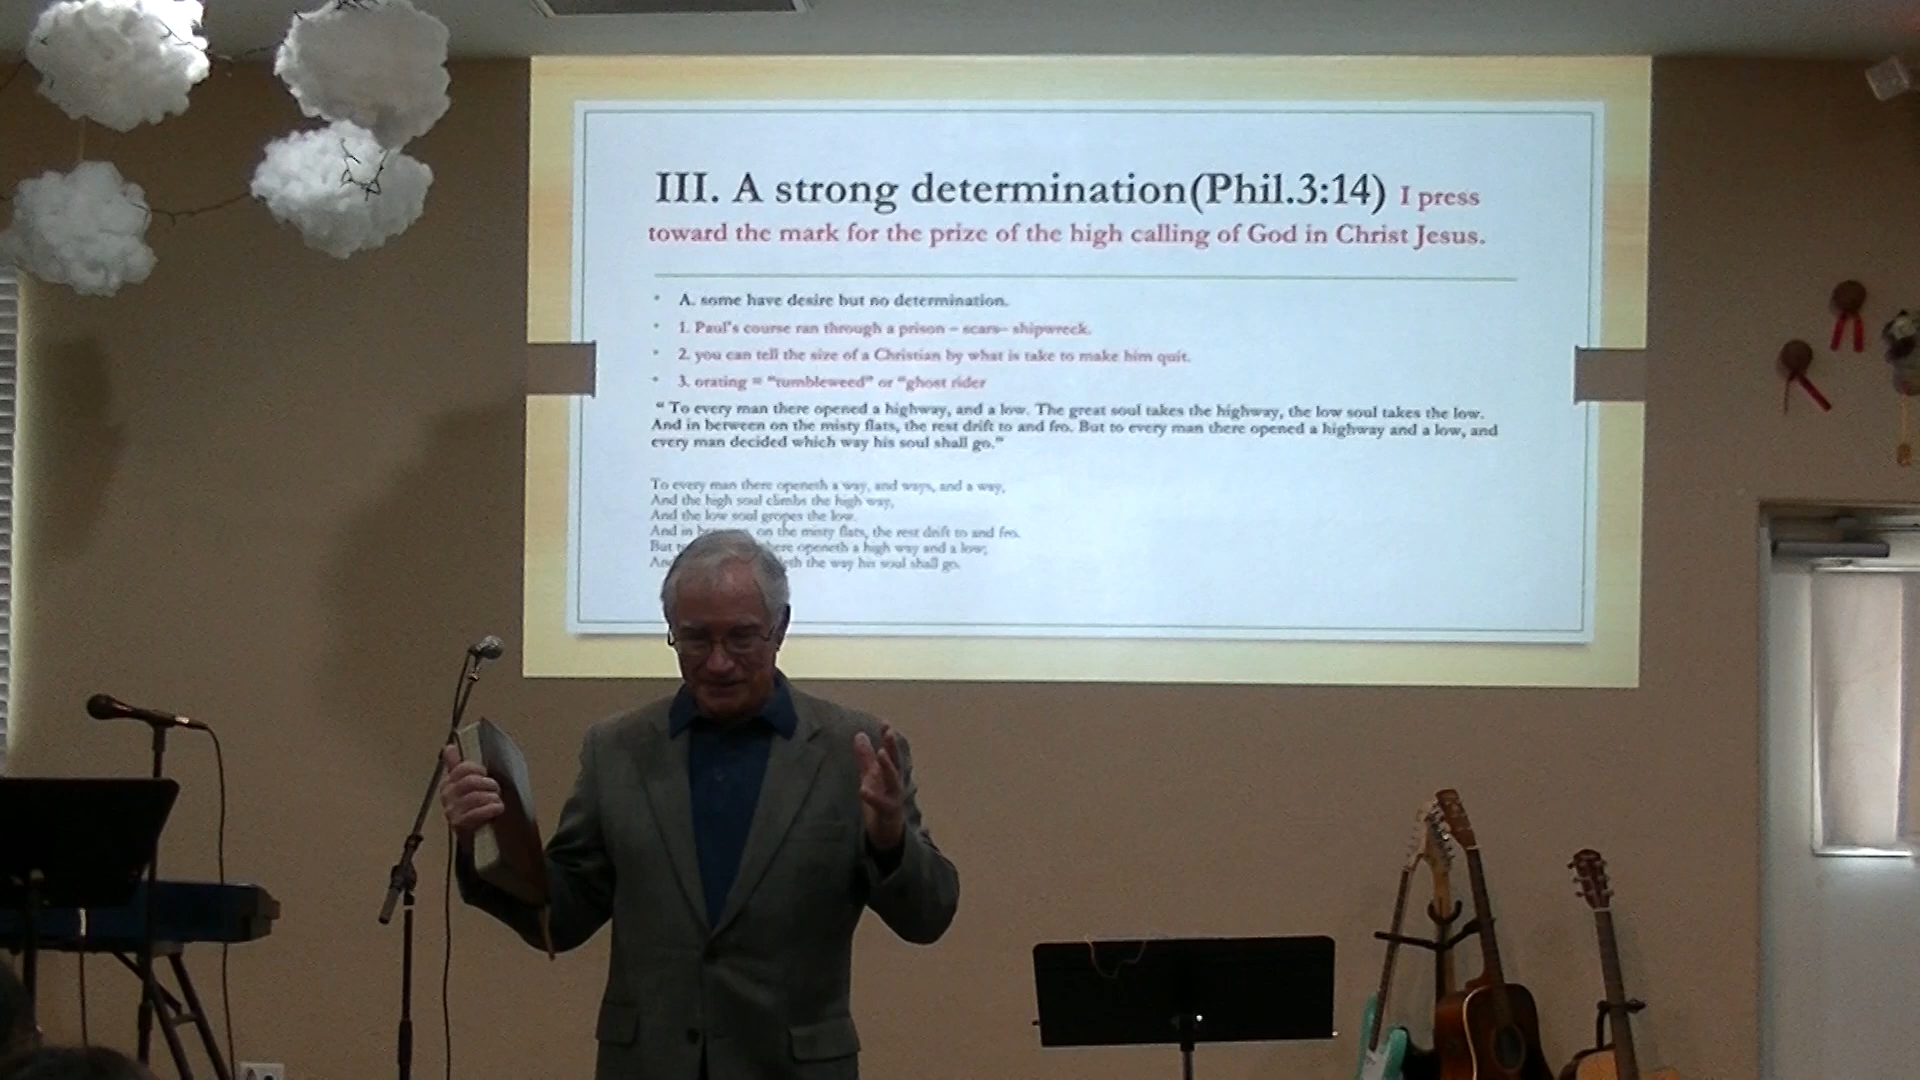 III. A strong determination(Phil.3:14) I press
toward the mark for the prize of the high calling of God in Christ Jesus.
• A. some have desire but no determination.
• 1. Paul's course ran through a prison – scars– shipwreck.
• 2. you can tell the size of a Christian by what is take to make him quit.
• 3. orating = "tumbleweed" or "ghost rider
" To every man there opened a highway, and a low. The great soul takes the highway, the low soul takes the low.
And in between on the misty flats, the rest drift to and fro. But to every man there opened a highway and a low, and
every man decided which way his soul shall go."
To every man there openeth a way, and ways, and a way,
And the high soul climbs the high way,
And the low soul gropes the low.
And in on the misty flats, the rest drift to and fro.
But openeth a high way and a low;
the way his soul shall go.